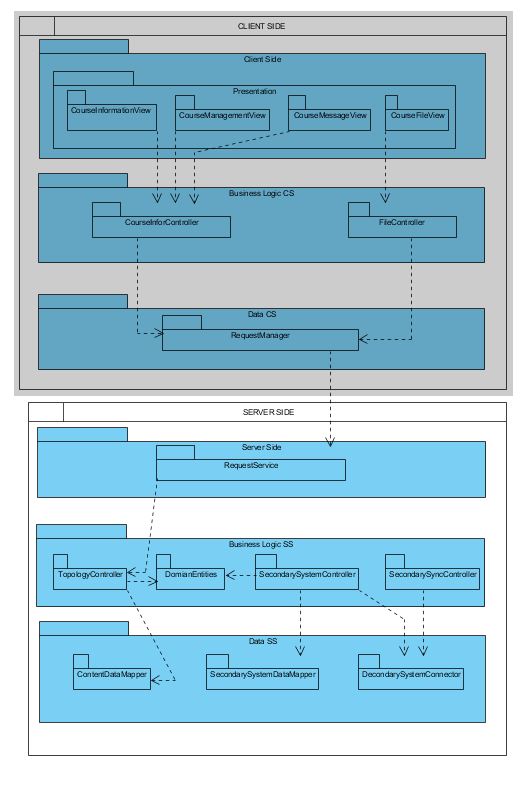 CLIENT SIDE
Client Side
Presentation
CourseInformationView
CourseManagementView
CourseMessageView
CourseFileView
Business Logic CS
CourseInforController
FileController
Data CS
RequestManager
SERVER SIDE
Server Side
RequestService
Business Logic SS
TopologyController
DomianEntities
SecondarySystemController
SecondarySyncController
Data SS
ContentDataMapper
SecondarySystemDataMapper
DecondarySystemConnector